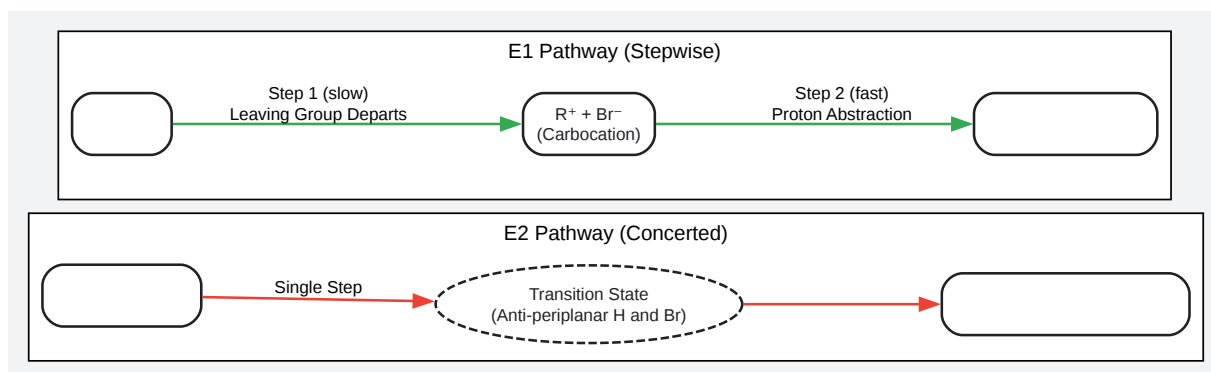 E1 Pathway (Stepwise)
Step 1 (slow)
Leaving Group Departs
R⁺ + Br⁻
(Carbocation)
Step 2 (fast)
Proton Abstraction
E2 Pathway (Concerted)
Single Step
Transition State
(Anti-periplanar H and Br)